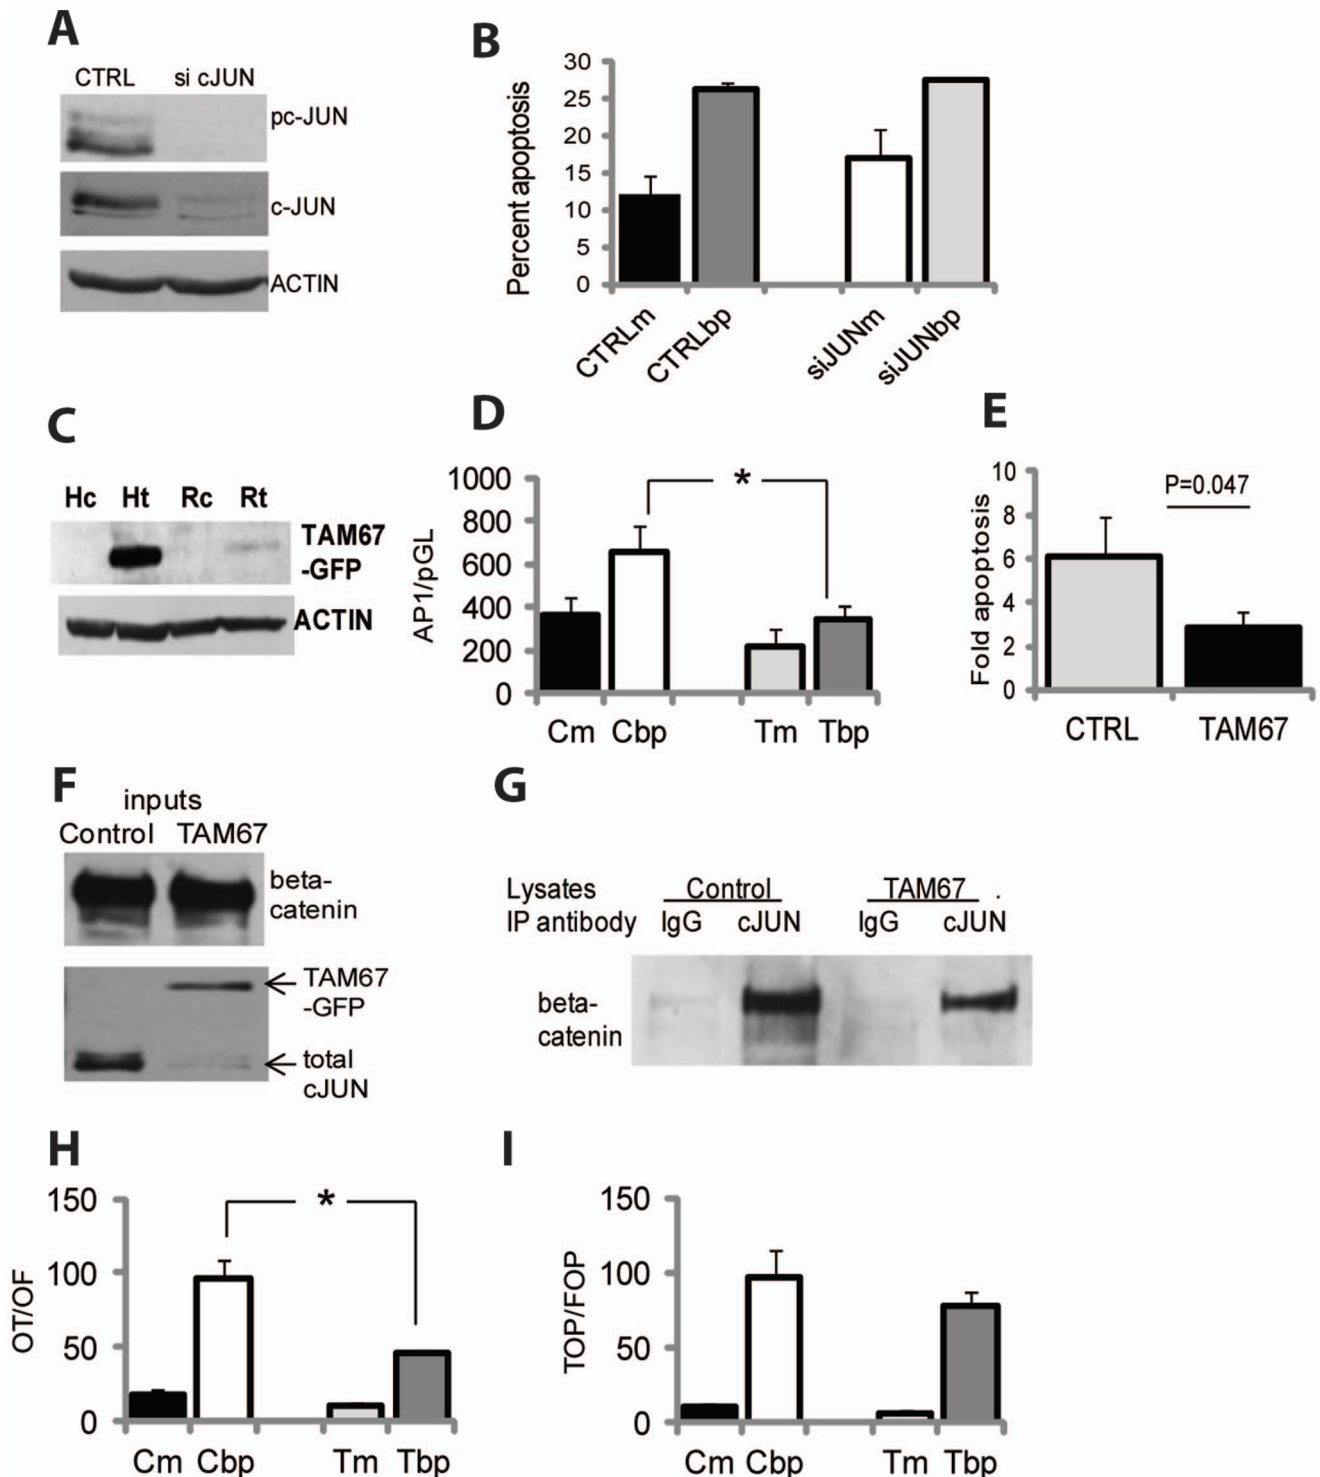 A
CTRL si cJUN
pc-JUN
c-JUN
ACTIN
B
Percent apoptosis
30
25
20
15
10
5
0
CTRLm
CTRLbp
siJUNm
siJUNbp
C
Hc Ht Rc Rt
TAM67
-GFP
ACTIN
D
AP1/pGL
1000
800
600
400
200
0
*
Cm Cbp Tm Tbp
E
Fold apoptosis
10
8
6
4
2
0
P=0.047
CTRL TAM67
F
inputs
Control TAM67
beta-
catenin
TAM67
-GFP
total
cJUN
G
Lysates Control TAM67 .
IP antibody IgG cJUN IgG cJUN
beta-
catenin
H
OT/OF
150
100
50
0
*
Cm Cbp Tm Tbp
I
TOP/FOP
150
100
50
0
Cm Cbp Tm Tbp